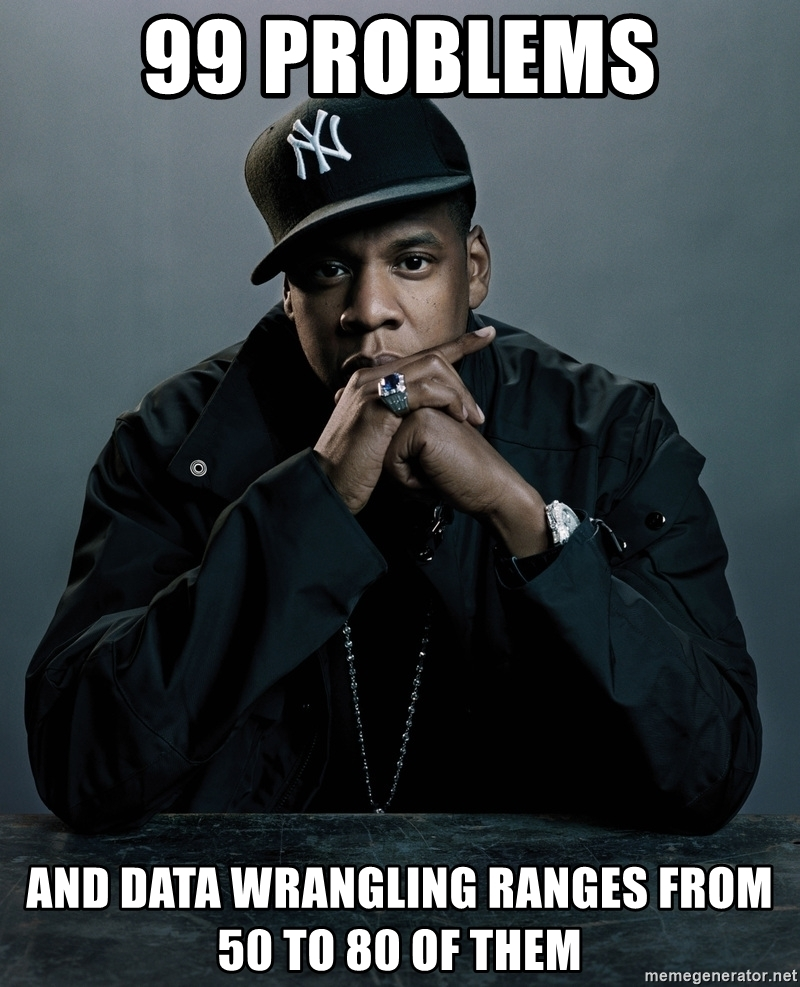 99 PROBLEMS
NY
AND DATA WRANGLING RANGES FROM
50 TO 80 OF THEM
memegenerator.net